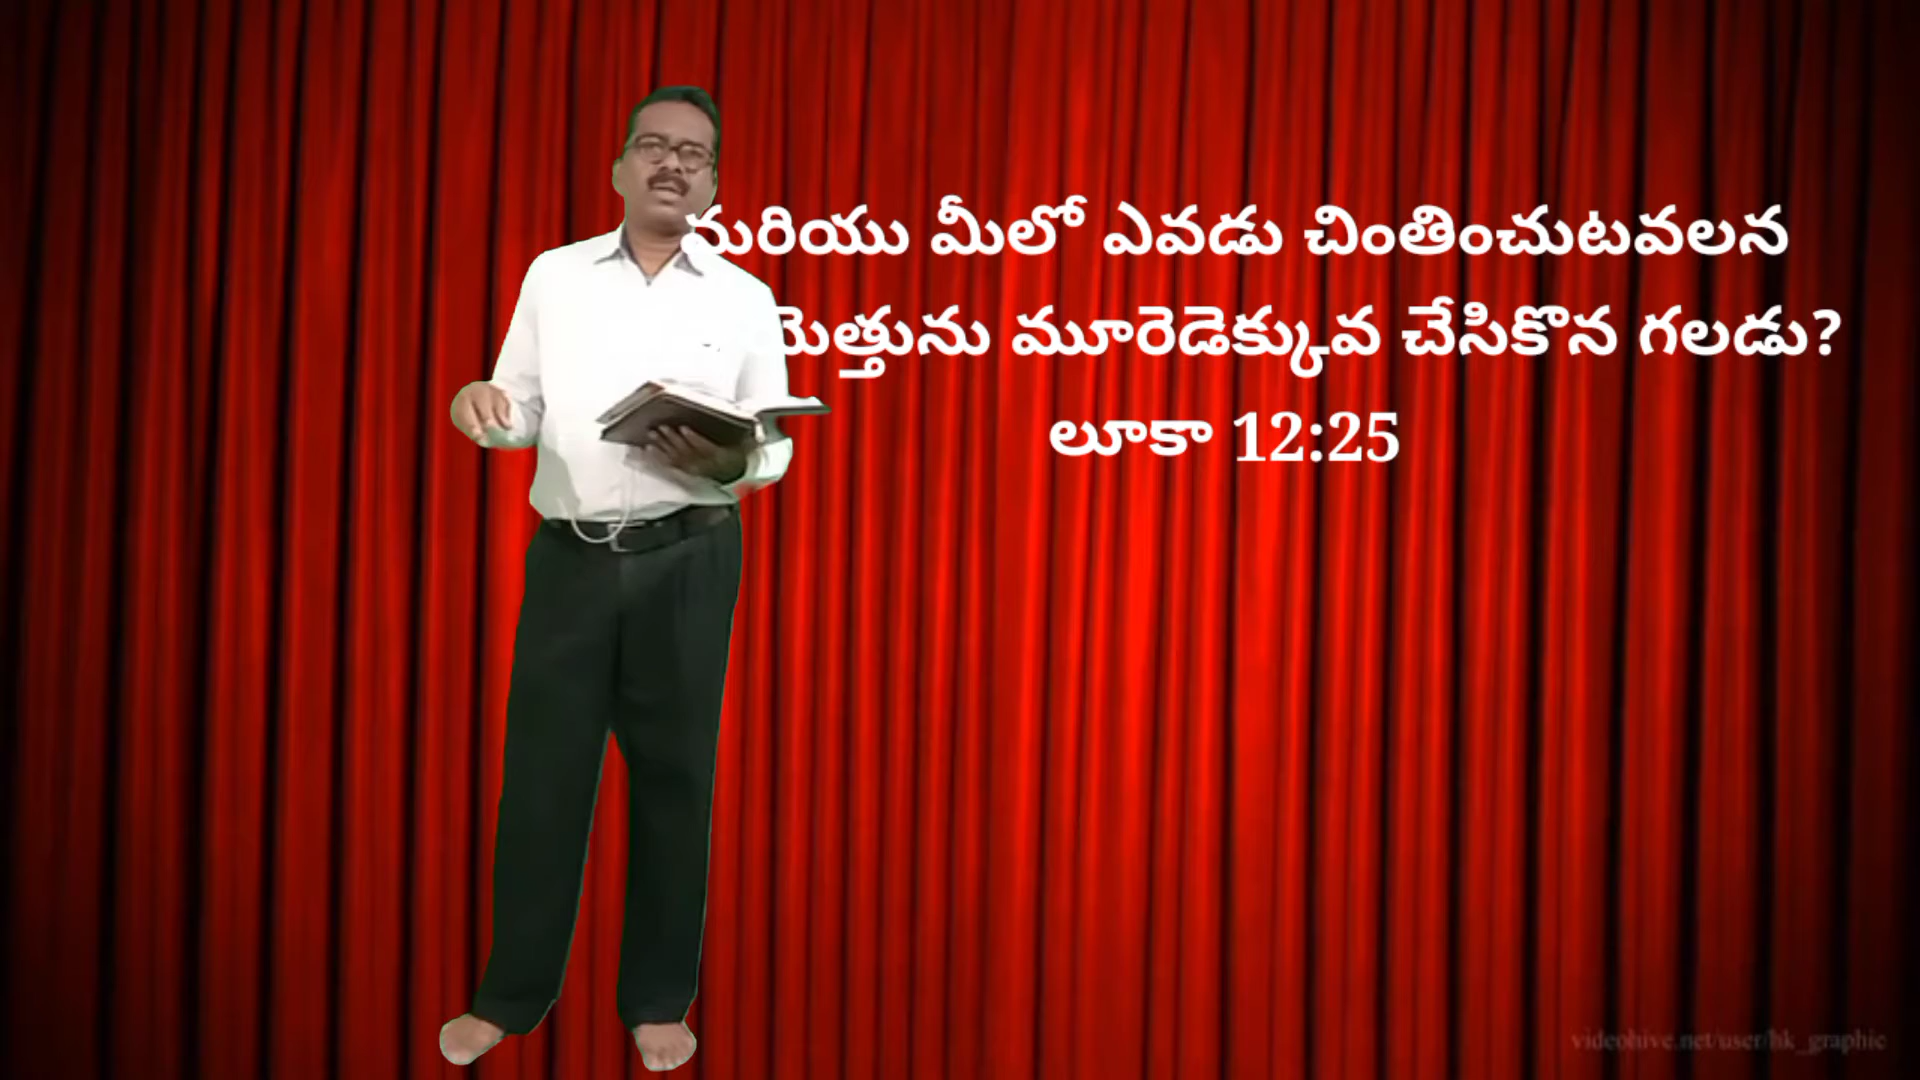 మరియు మీలో ఎవడు చింతించుటవలన
మూరెడెక్కువ చేసికొన గలడు?
లూకా 12:25
videohive.net/user/hk_graphic